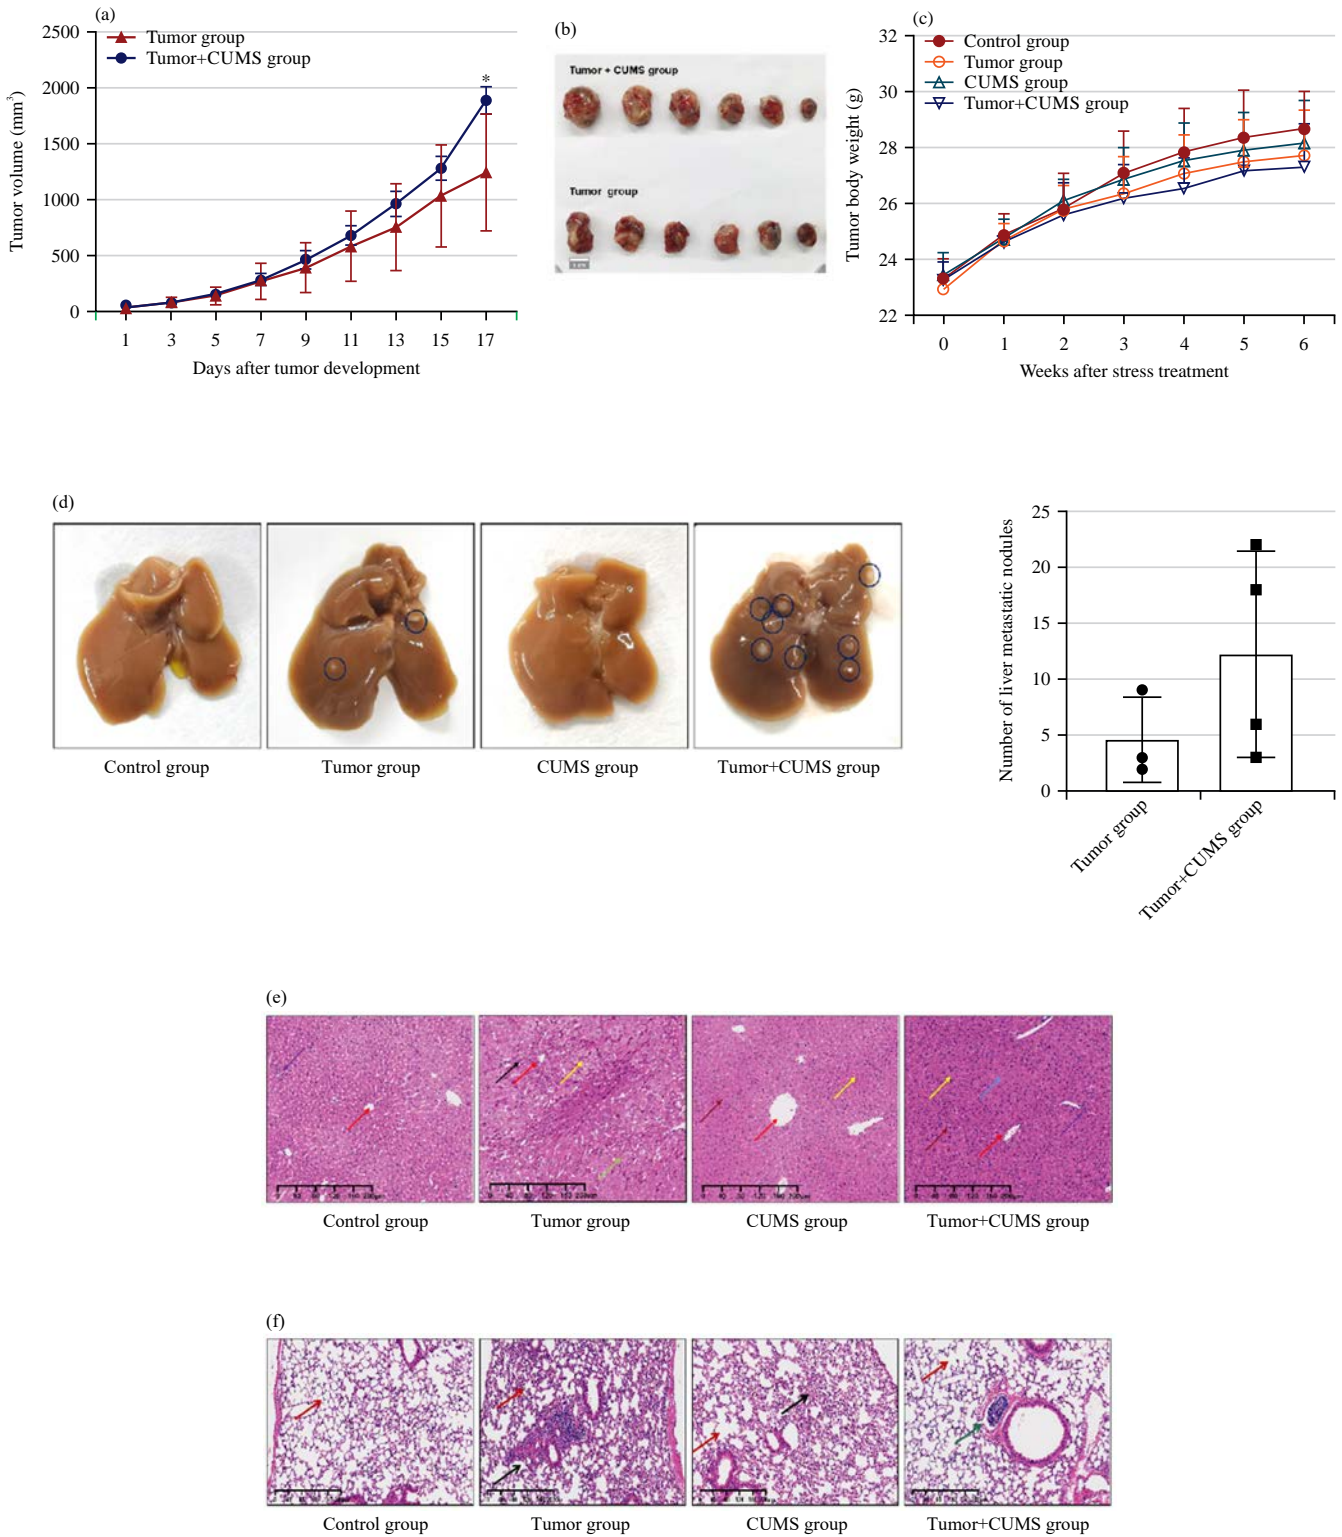 (a)
2500
2000
1500
1000
500
0
Tumor volume (mm³)
Tumor group
Tumor+CUMS group
*
1 3 5 7 9 11 13 15 17
Days after tumor development
(b)
Tumor + CUMS group
Tumor group
(c)
32
30
28
26
24
22
Tumor body weight (g)
Control group
Tumor group
CUMS group
Tumor+CUMS group
0 1 2 3 4 5 6
Weeks after stress treatment
(d)
Control group
Tumor group
CUMS group
Tumor+CUMS group
25
20
15
10
5
0
Number of liver metastatic nodules
Tumor group
Tumor+CUMS group
(e)
Control group
Tumor group
CUMS group
Tumor+CUMS group
(f)
Control group
Tumor group
CUMS group
Tumor+CUMS group